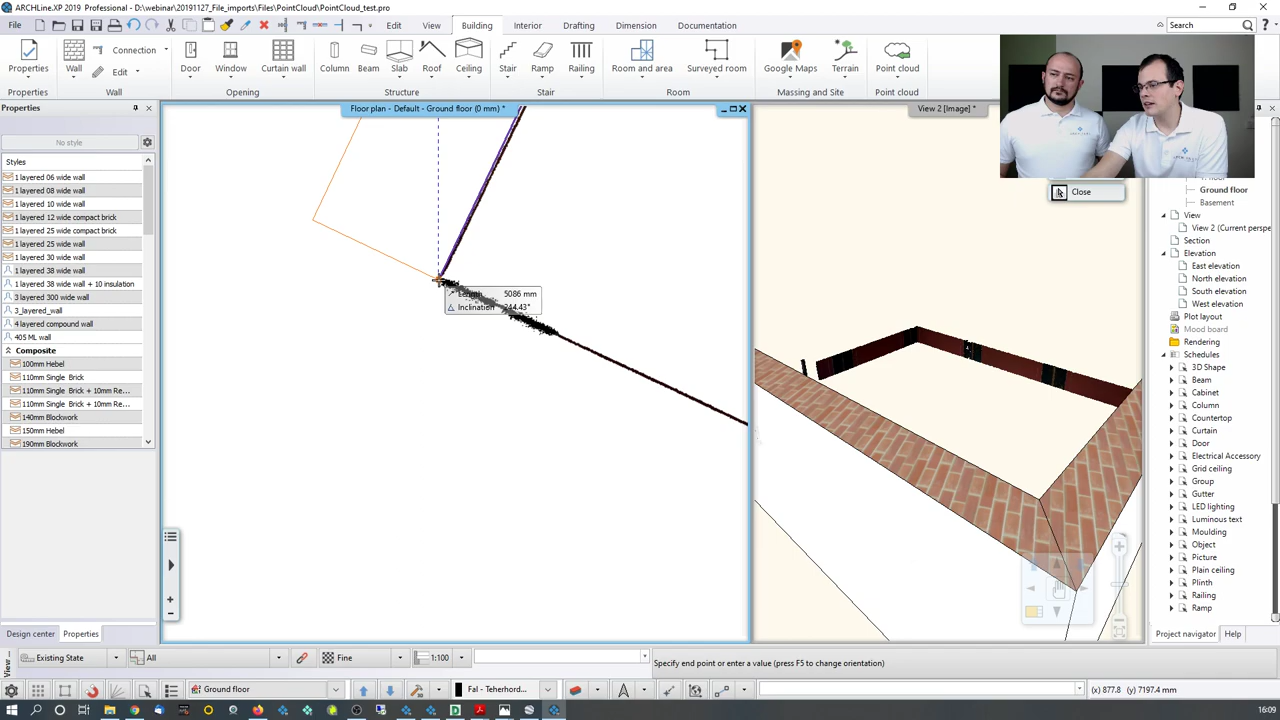 ARCHLine.XP 2019 Professional - D:\webinar\20191127_File_imports\Files\PointCloud\PointCloud_test.pro
File
Edit
View
Building
Interior
Drafting
Dimension
Documentation
Search
Properties
Wall
Connection
Edit
Door
Window
Curtain wall
Column
Beam
Slab
Roof
Ceiling
Stair
Ramp
Railing
Room and area
Surveyed room
Google Maps
Terrain
Point cloud
Properties
Wall
Opening
Structure
Stair
Room
Massing and Site
Point cloud
Properties
No style
Styles
1 layered 06 wide wall
1 layered 08 wide wall
1 layered 10 wide wall
1 layered 12 wide compact brick
1 layered 25 wide compact brick
1 layered 25 wide wall
1 layered 30 wide wall
1 layered 38 wide wall
1 layered 38 wide wall + 10 insulation
3 layered 300 wide wall
3_layered_wall
4 layered compound wall
405 ML wall
Composite
100mm Hebel
110mm Single Brick
110mm Single Brick + 10mm Re...
110mm Single Brick + 10mm Re...
140mm Blockwork
150mm Hebel
190mm Blockwork
Design center
Properties
Floor plan - Default - Ground floor (0 mm) *
Length 5086 mm
Inclination 244.43°
View 2 [Image] *
Close
Ground floor
Basement
View
View 2 (Current perspe
Section
Elevation
East elevation
North elevation
South elevation
West elevation
Plot layout
Mood board
Rendering
Schedules
3D Shape
Beam
Cabinet
Column
Countertop
Curtain
Door
Electrical Accessory
Grid ceiling
Group
Gutter
LED lighting
Luminous text
Moulding
Object
Picture
Plain ceiling
Plinth
Railing
Ramp
Project navigator
Help
View
Existing State
All
Fine
1:100
Specify end point or enter a value (press F5 to change orientation)
Ground floor
Fal - Teherhord...
(x) 877.8 (y) 7197.4 mm
16:09